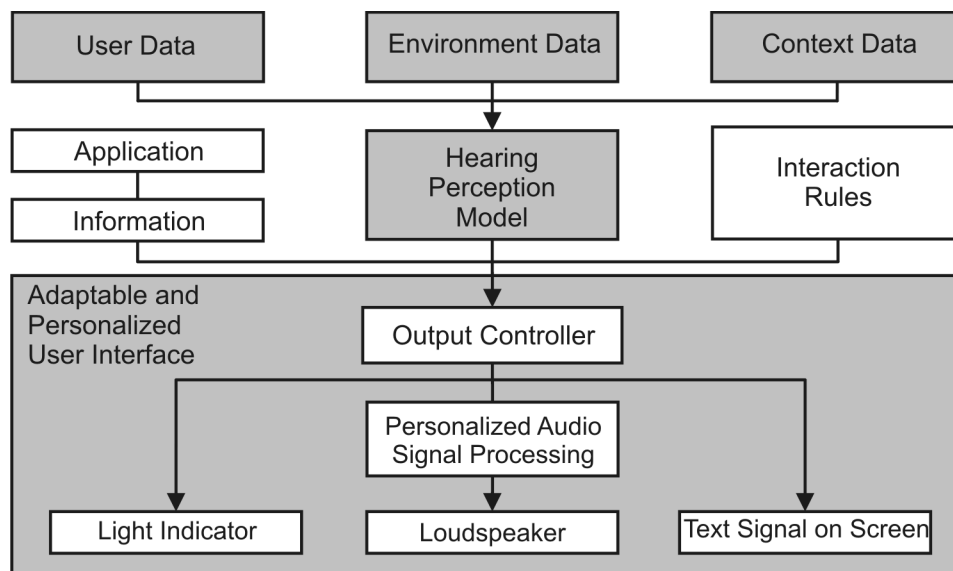 User Data
Environment Data
Context Data
Application
Information
Hearing
Perception
Model
Interaction
Rules
Adaptable and
Personalized
User Interface
Output Controller
Personalized Audio
Signal Processing
Light Indicator
Loudspeaker
Text Signal on Screen